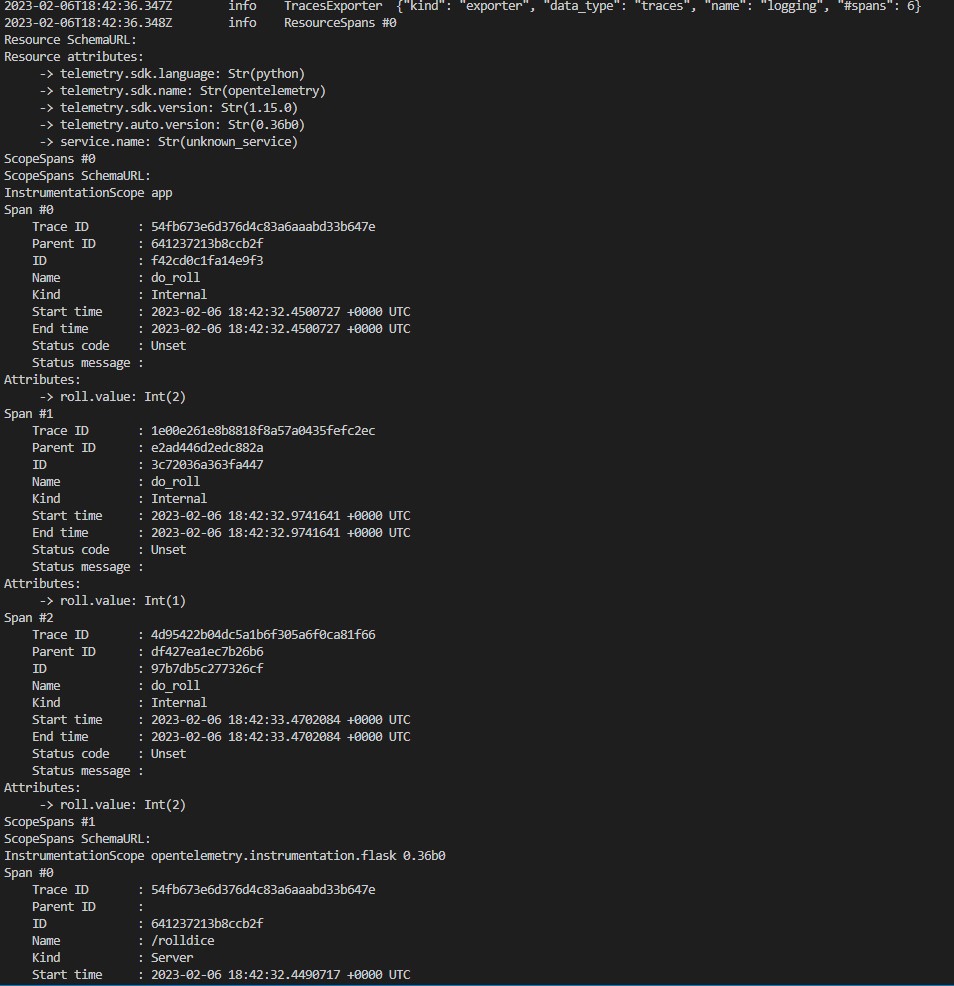 2023-02-06T18:42:36.347Z        info    TracesExporter  {"kind": "exporter", "data_type": "traces", "name": "logging", "#spans": 6}
2023-02-06T18:42:36.348Z        info    ResourceSpans #0
Resource SchemaURL:
Resource attributes:
     -> telemetry.sdk.language: Str(python)
     -> telemetry.sdk.name: Str(opentelemetry)
     -> telemetry.sdk.version: Str(1.15.0)
     -> telemetry.auto.version: Str(0.36b0)
     -> service.name: Str(unknown_service)
ScopeSpans #0
ScopeSpans SchemaURL:
InstrumentationScope app
Span #0
    Trace ID       : 54fb673e6d376d4c83a6aaabd33b647e
    Parent ID      : 641237213b8ccb2f
    ID             : f42cd0c1fa14e9f3
    Name           : do_roll
    Kind           : Internal
    Start time     : 2023-02-06 18:42:32.4500727 +0000 UTC
    End time       : 2023-02-06 18:42:32.4500727 +0000 UTC
    Status code    : Unset
    Status message :
Attributes:
     -> roll.value: Int(2)
Span #1
    Trace ID       : 1e00e261e8b8818f8a57a0435fefc2ec
    Parent ID      : e2ad446d2edc882a
    ID             : 3c72036a363fa447
    Name           : do_roll
    Kind           : Internal
    Start time     : 2023-02-06 18:42:32.9741641 +0000 UTC
    End time       : 2023-02-06 18:42:32.9741641 +0000 UTC
    Status code    : Unset
    Status message :
Attributes:
     -> roll.value: Int(1)
Span #2
    Trace ID       : 4d95422b04dc5a1b6f305a6f0ca81f66
    Parent ID      : df427ea1ec7b26b6
    ID             : 97b7db5c277326cf
    Name           : do_roll
    Kind           : Internal
    Start time     : 2023-02-06 18:42:33.4702084 +0000 UTC
    End time       : 2023-02-06 18:42:33.4702084 +0000 UTC
    Status code    : Unset
    Status message :
Attributes:
     -> roll.value: Int(2)
ScopeSpans #1
ScopeSpans SchemaURL:
InstrumentationScope opentelemetry.instrumentation.flask 0.36b0
Span #0
    Trace ID       : 54fb673e6d376d4c83a6aaabd33b647e
    Parent ID      :
    ID             : 641237213b8ccb2f
    Name           : /rolldice
    Kind           : Server
    Start time     : 2023-02-06 18:42:32.4490717 +0000 UTC